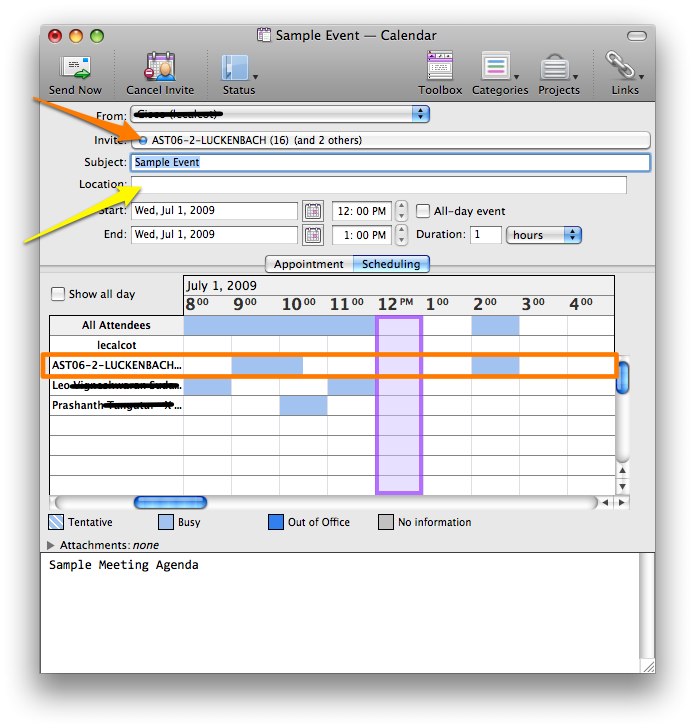 Sample Event — Calendar
Send Now Cancel Invite Status Toolbox Categories Projects Links
From: Cisco (lecalcot)
Invite: AST06-2-LUCKENBACH (16) (and 2 others)
Subject: Sample Event
Location:
Start: Wed, Jul 1, 2009 12: 00 PM All-day event
End: Wed, Jul 1, 2009 1: 00 PM Duration: 1 hours
Appointment Scheduling
Show all day July 1, 2009
8 00 9 00 10 00 11 00 12 PM 1 00 2 00 3 00 4 00
All Attendees
lecalcot
AST06-2-LUCKENBACH...
Leo
Prashanth
Tentative Busy Out of Office No information
Attachments: none
Sample Meeting Agenda